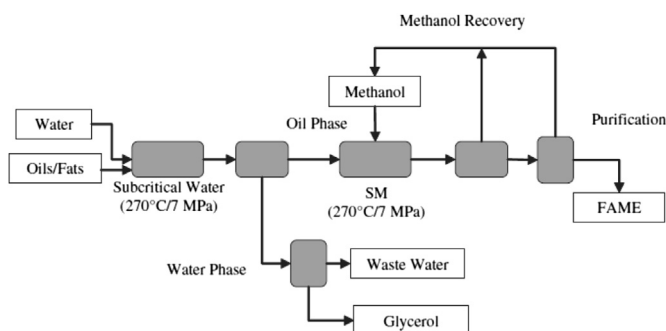 Methanol Recovery
Methanol
Water
Oil Phase
Purification
Oils/Fats
Subcritical Water
(270°C/7 MPa)
SM
(270°C/7 MPa)
FAME
Water Phase
Waste Water
Glycerol